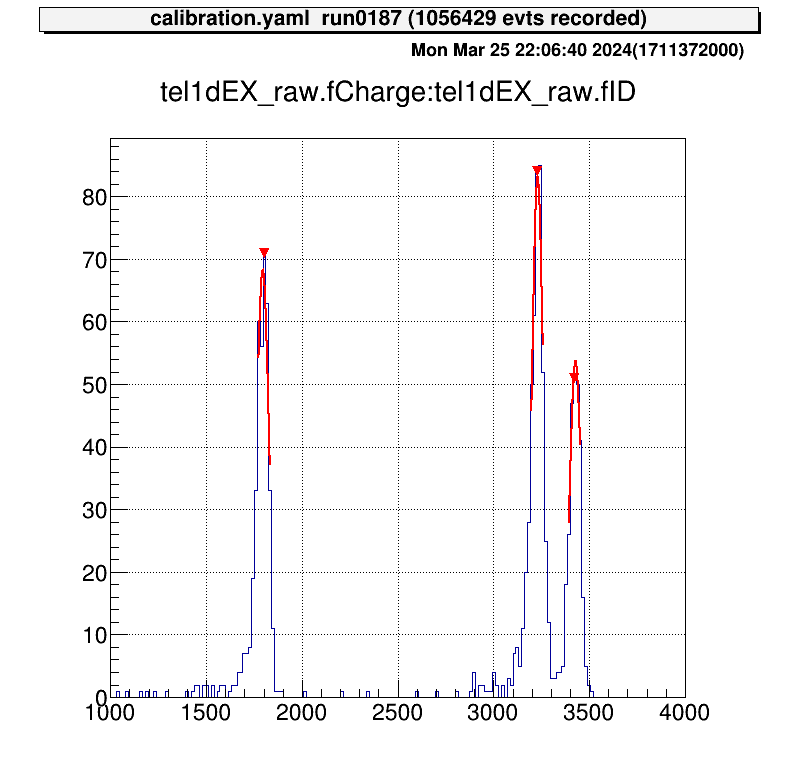 calibration.yaml run0187 (1056429 evts recorded)
Mon Mar 25 22:06:40 2024(1711372000)
tel1dEX_raw.fCharge:tel1dEX_raw.fID
80
70
60
50
40
30
20
10
0
1000 1500 2000 2500 3000 3500 4000